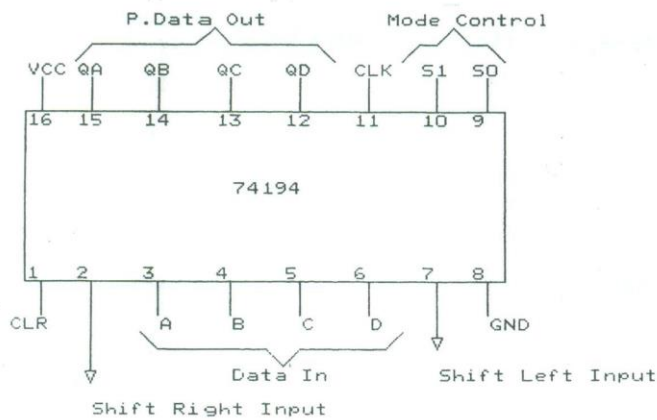 P.Data Out Mode Control
VCC QA QB QC QD CLK S1 S0
16 15 14 13 12 11 10 9
74194
1 2 3 4 5 6 7 8
CLR A B C D GND
Data In Shift Left Input
Shift Right Input